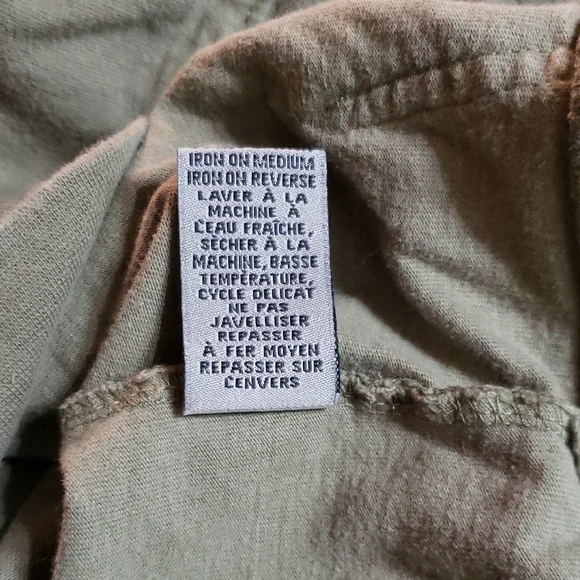 IRON ON MEDIUM
IRON ON REVERSE
LAVER À LA
MACHINE À
L'EAU FRAÎCHE,
SÉCHER À LA
MACHINE, BASSE
TEMPÉRATURE,
CYCLE DÉLICAT
NE PAS
JAVELLISER
REPASSER
À FER MOYEN
REPASSER SUR
L'ENVERS